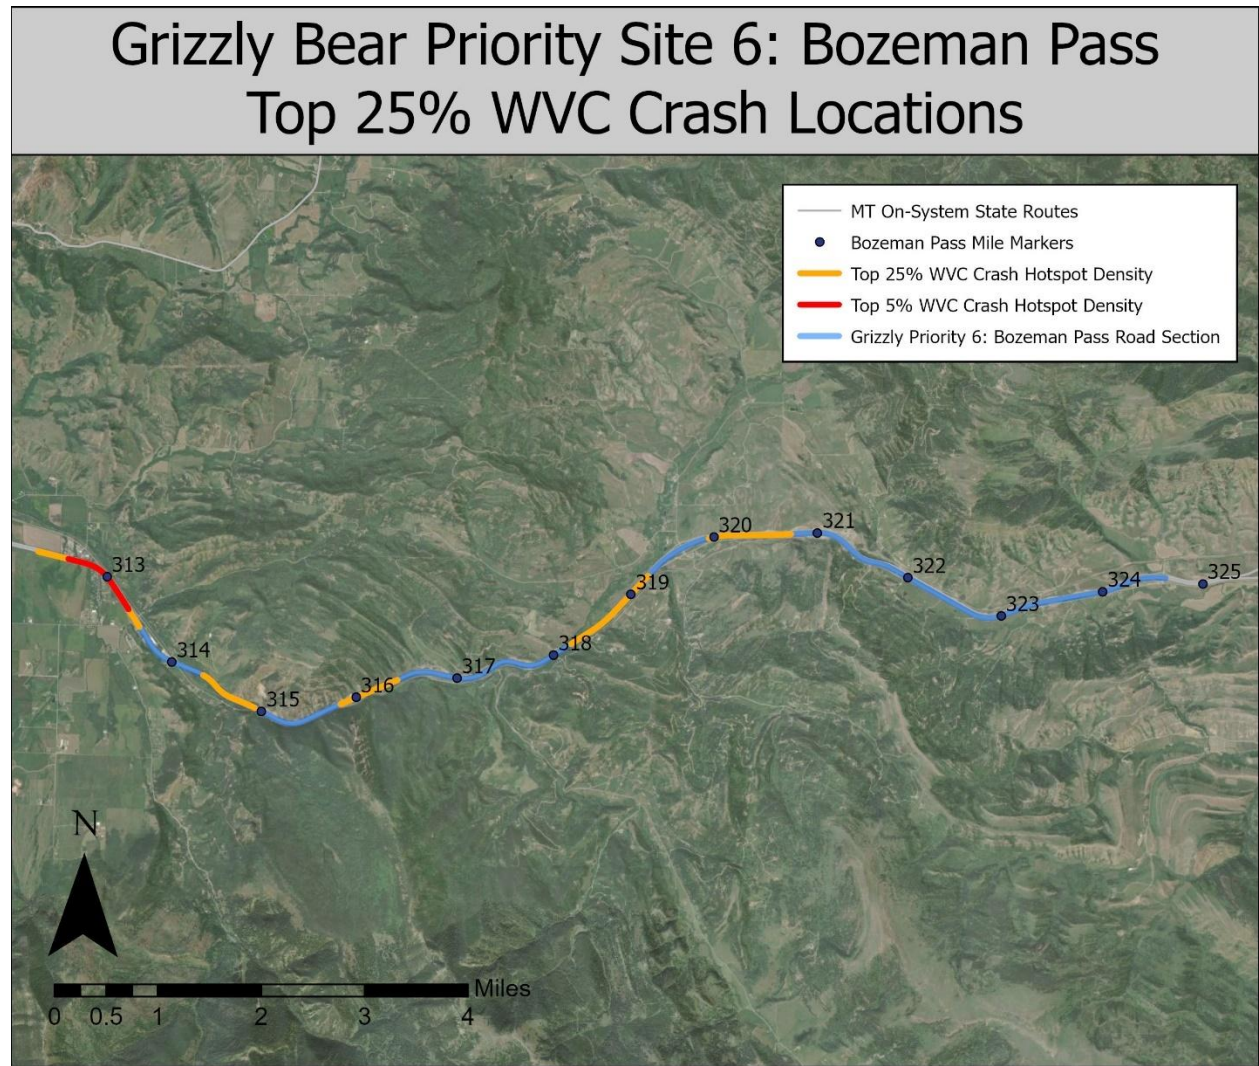 Grizzly Bear Priority Site 6: Bozeman Pass
Top 25% WVC Crash Locations
MT On-System State Routes
Bozeman Pass Mile Markers
Top 25% WVC Crash Hotspot Density
Top 5% WVC Crash Hotspot Density
Grizzly Priority 6: Bozeman Pass Road Section
313
314
315
316
317
318
319
320
321
322
323
324
325
N
Miles
0 0.5 1 2 3 4